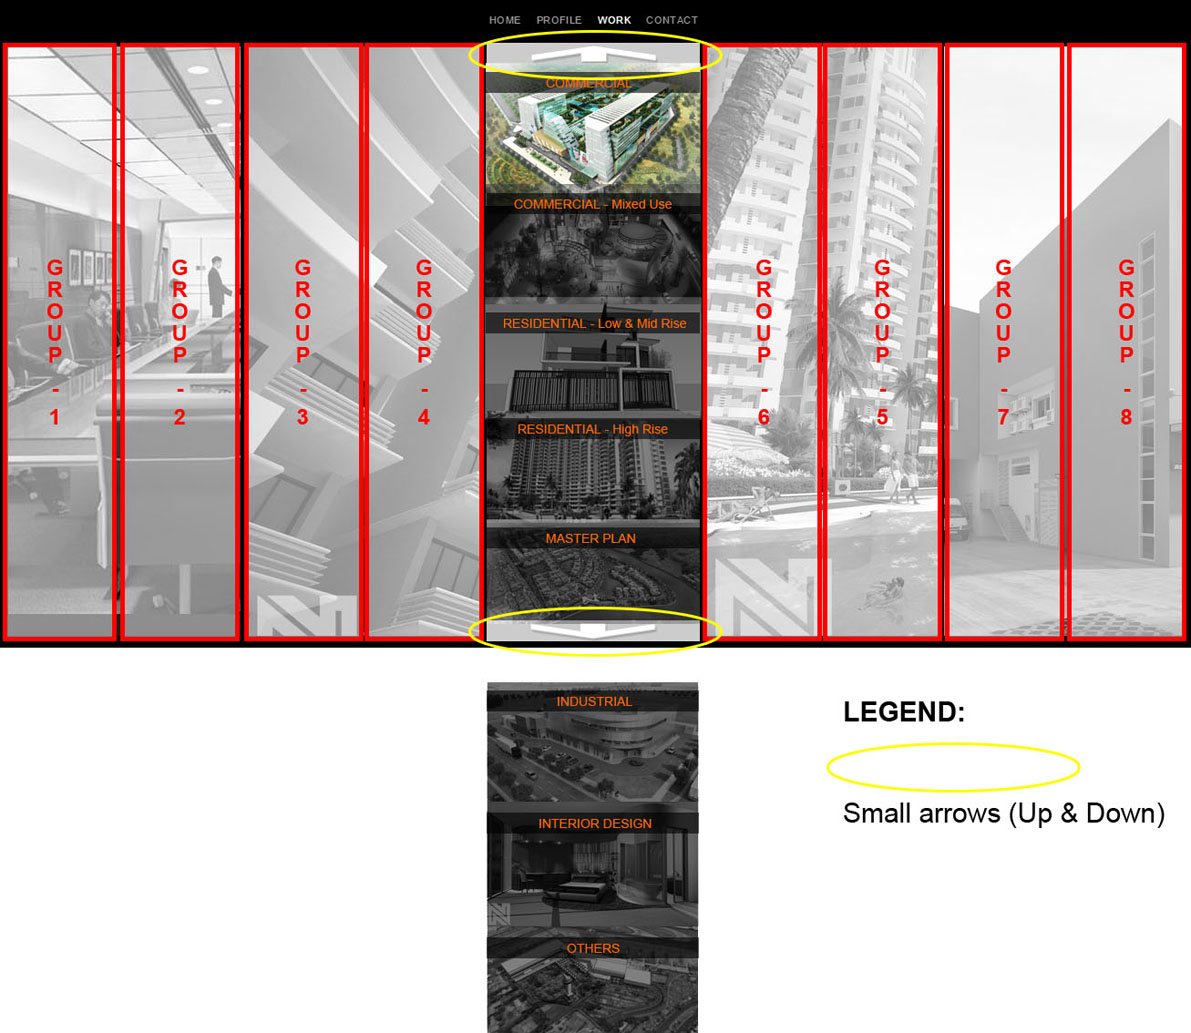 HOME PROFILE WORK CONTACT
COMMERCIAL
COMMERCIAL - Mixed Use
RESIDENTIAL - Low & Mid Rise
RESIDENTIAL - High Rise
MASTER PLAN
GROUP - 1
GROUP - 2
GROUP - 3
GROUP - 4
GROUP - 6
GROUP - 5
GROUP - 7
GROUP - 8
INDUSTRIAL
INTERIOR DESIGN
OTHERS
LEGEND:
Small arrows (Up & Down)